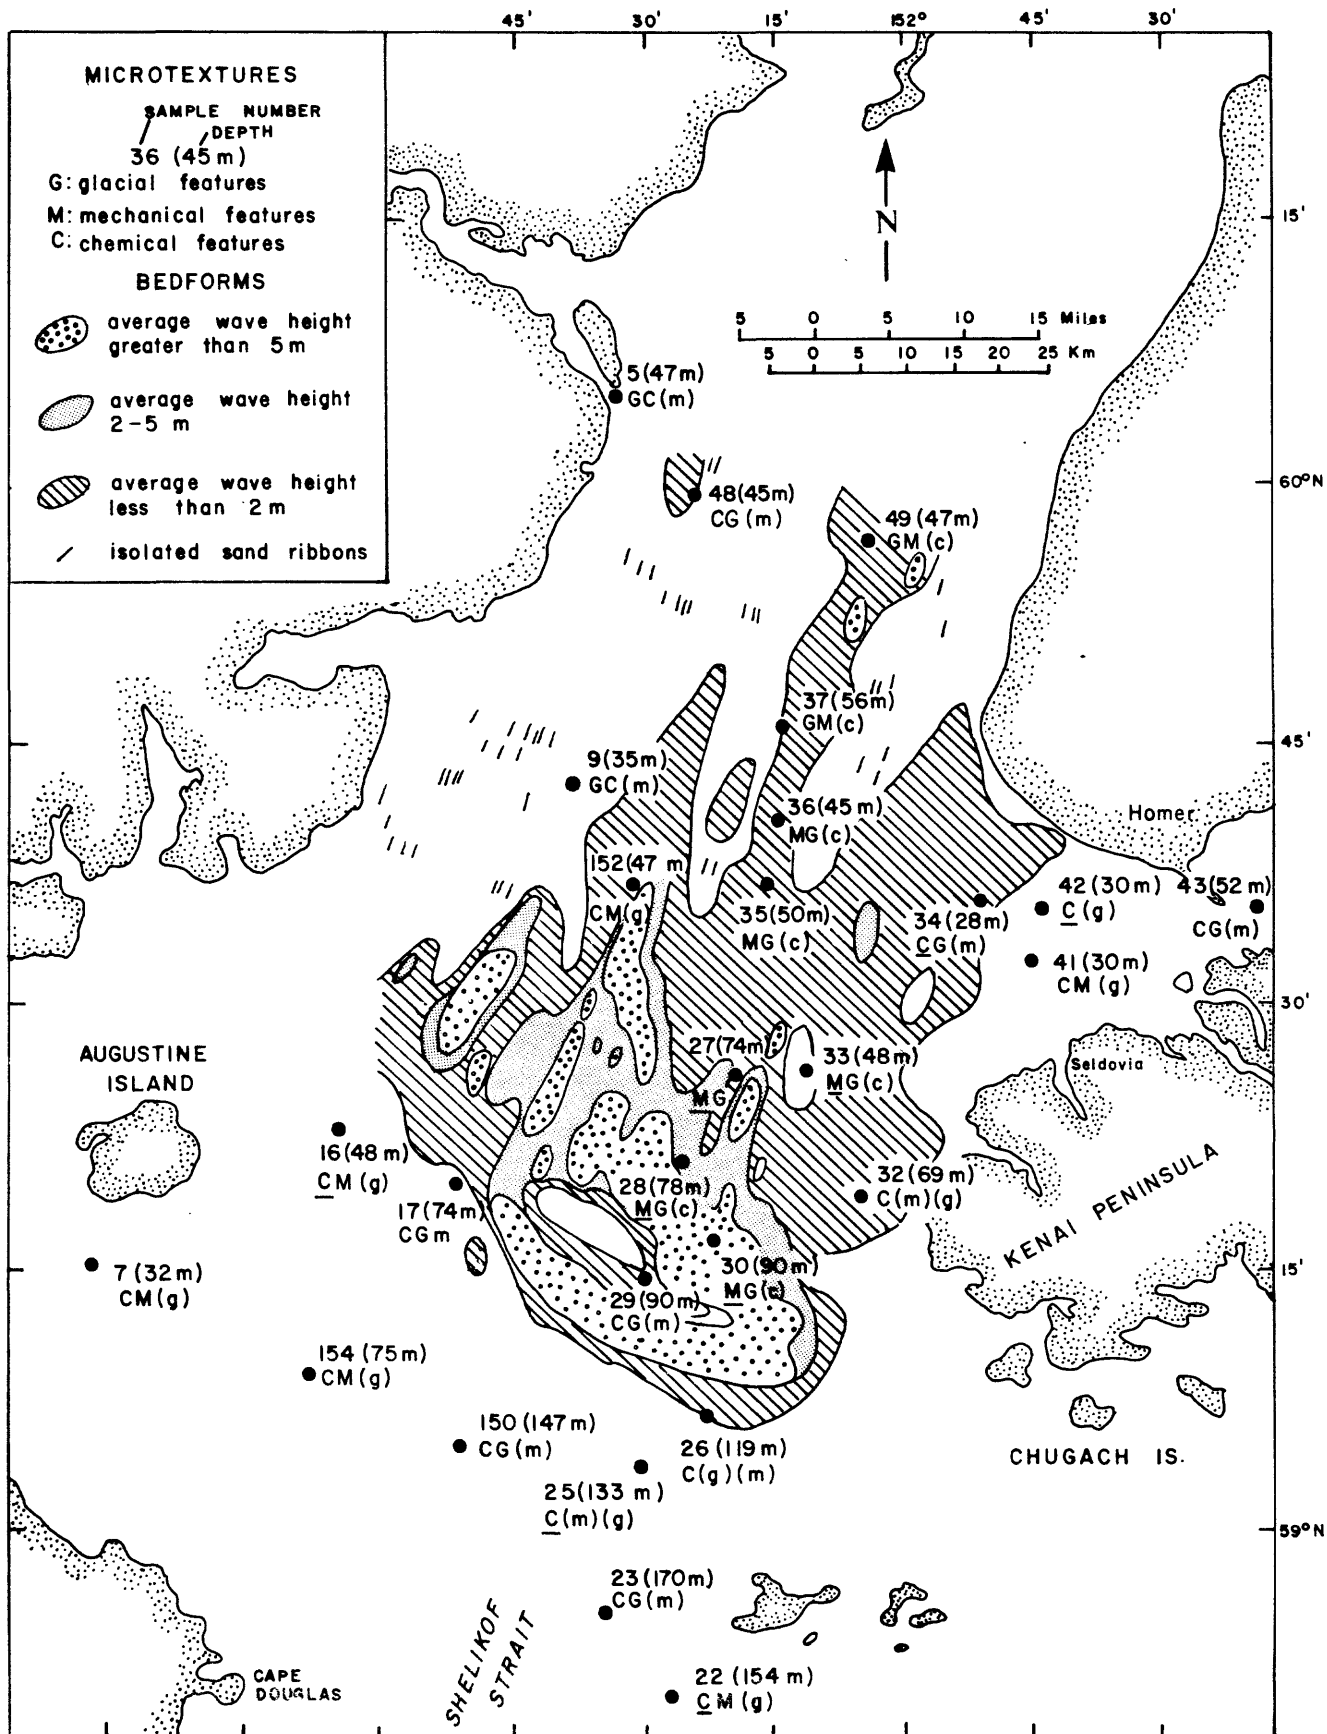 45' 30' 15' 152° 45' 30'
MICROTEXTURES
SAMPLE NUMBER
DEPTH
36 (45m)
G: glacial features
M: mechanical features
C: chemical features
BEDFORMS
average wave height
greater than 5m
average wave height
2-5 m
average wave height
less than 2m
isolated sand ribbons
N
15'
5 0 5 10 15 Miles
5 0 5 10 15 20 25 Km
5(47m)
GC(m)
60°N
48(45m)
CG(m)
49(47m)
GM(c)
37(56m)
GM(c)
45'
9(35m)
GC(m)
36(45m)
MG(c)
Homer
152(47 m)
CM(g)
35(50m)
MG(c)
34(28m)
CG(m)
42(30m)
C(g)
43(52m)
CG(m)
41(30m)
CM(g)
30'
AUGUSTINE
ISLAND
27(74m)
MG
33(48m)
MG(c)
Seldovia
16(48m)
CM(g)
17(74m)
CGm
28(78m)
MG(c)
32(69m)
C(m)(g)
KENAI PENINSULA
7(32m)
CM(g)
30(90m)
MG(c)
29(90m)
CG(m)
15'
154(75m)
CM(g)
150(147m)
CG(m)
26(119m)
C(g)(m)
CHUGACH IS.
25(133 m)
C(m)(g)
59°N
23(170m)
CG(m)
SHELIKOF
STRAIT
CAPE
DOUGLAS
22(154m)
CM(g)